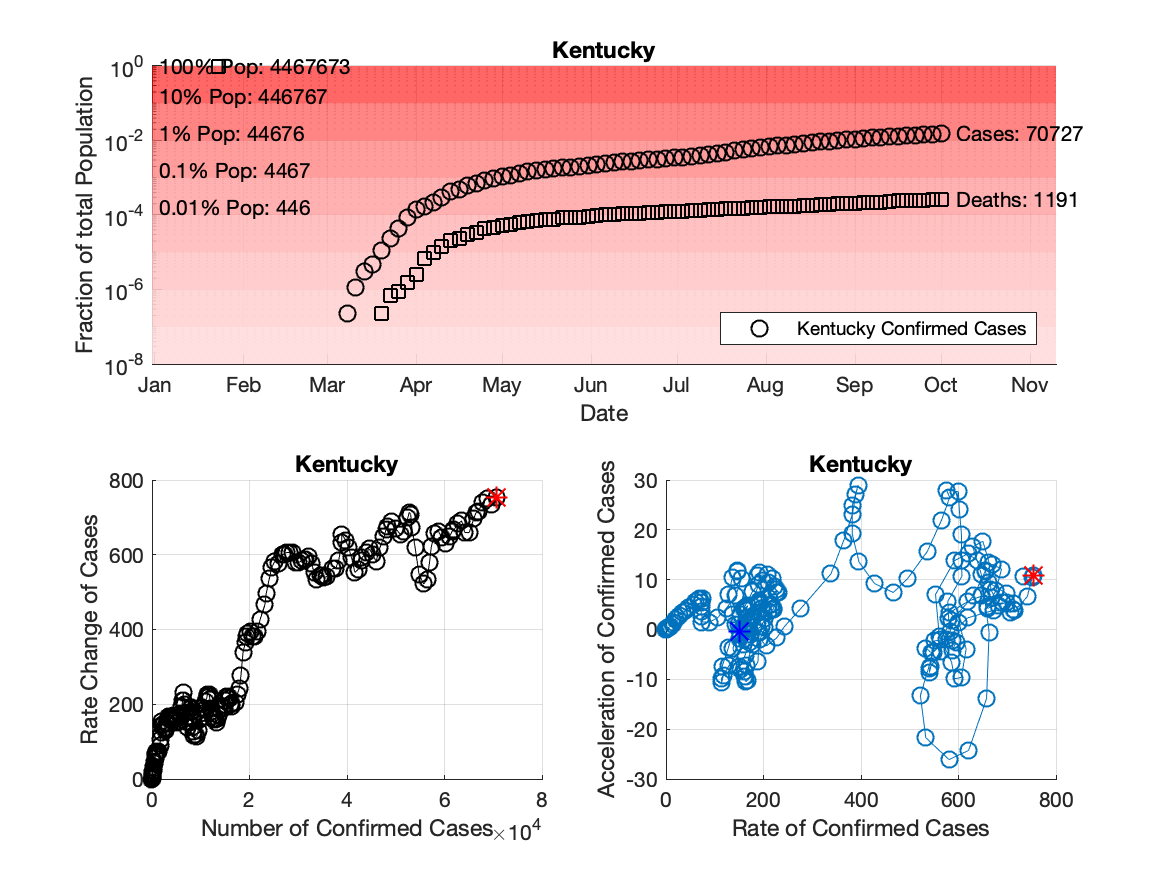 Kentucky
Fraction of total Population
10^0
10^-2
10^-4
10^-6
10^-8
100% Pop: 4467673
10% Pop: 446767
1% Pop: 44676
0.1% Pop: 4467
0.01% Pop: 446
Cases: 70727
Deaths: 1191
Kentucky Confirmed Cases
Jan Feb Mar Apr May Jun Jul Aug Sep Oct Nov
Date
Kentucky
Rate Change of Cases
800
600
400
200
0
0 2 4 6 8
Number of Confirmed Cases ×10^4
Kentucky
Acceleration of Confirmed Cases
30
20
10
0
-10
-20
-30
0 200 400 600 800
Rate of Confirmed Cases